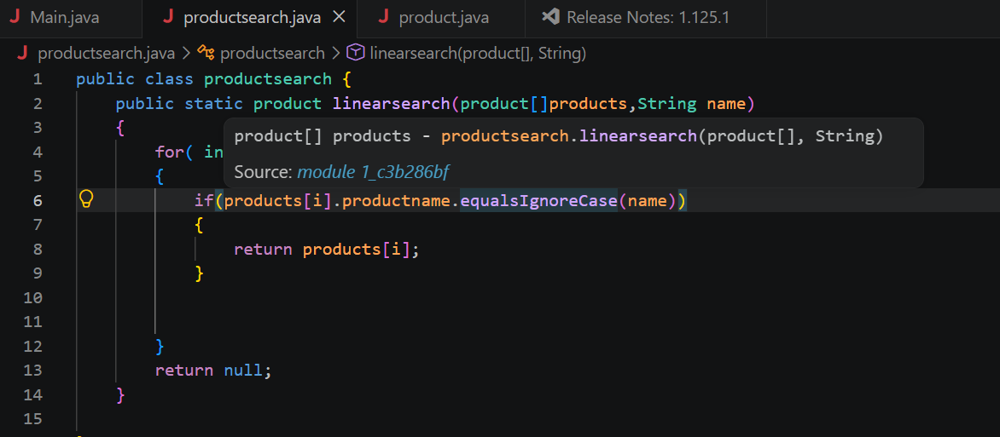 Main.java
productsearch.java
product.java
Release Notes: 1.125.1
productsearch.java > productsearch > linearsearch(product[], String)
1 public class productsearch {
2 public static product linearsearch(product[]products,String name)
3 {
product[] products - productsearch.linearsearch(product[], String)
4 for( in
Source: module 1_c3b286bf
5 {
6 if(products[i].productname.equalsIgnoreCase(name))
7 {
8 return products[i];
9 }
10
11
12 }
13 return null;
14 }
15